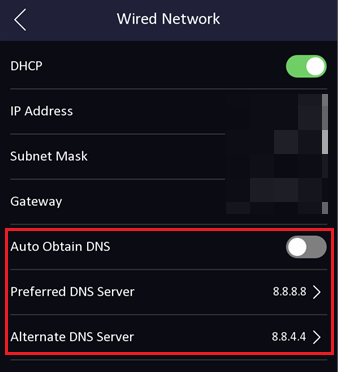 Wired Network
DHCP
IP Address
Subnet Mask
Gateway
Auto Obtain DNS
Preferred DNS Server 8.8.8.8
Alternate DNS Server 8.8.4.4